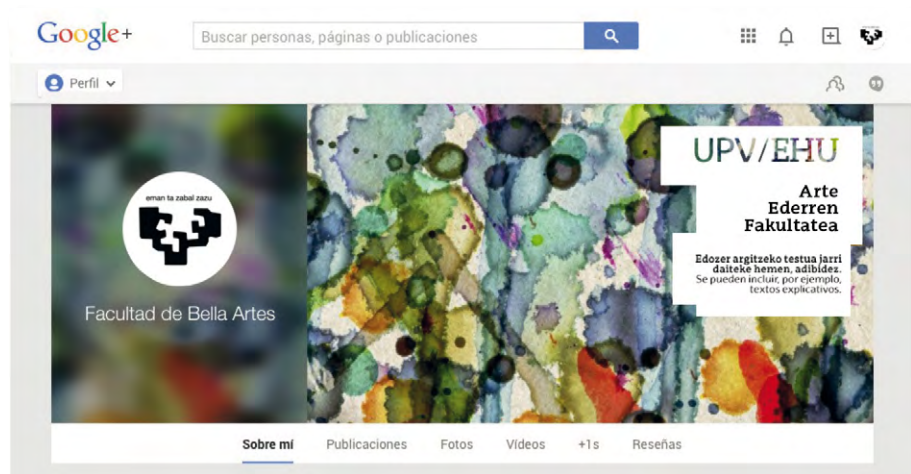 Google+
Buscar personas, páginas o publicaciones
Perfil
eman ta zabal zazu
Facultad de Bella Artes
UPV/EHU
Arte
Ederren
Fakultatea
Edozer argitzeko testua jarri
daiteke hemen, adibidez.
Se pueden incluir, por ejemplo,
textos explicativos.
Sobre mí Publicaciones Fotos Vídeos +1s Reseñas